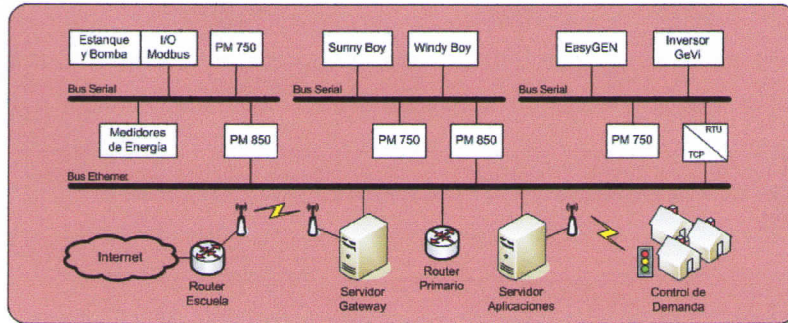 Estanque
y Bomba
I/O
Modbus
PM 750
Sunny Boy
Windy Boy
EasyGEN
Inversor
GeVi
Bus Serial
Bus Serial
Bus Serial
Medidores
de Energía
PM 850
PM 750
PM 850
PM 750
RTU
TCP
Bus Ethernet
Internet
Router
Escuela
Servidor
Gateway
Router
Primario
Servidor
Aplicaciones
Control de
Demanda